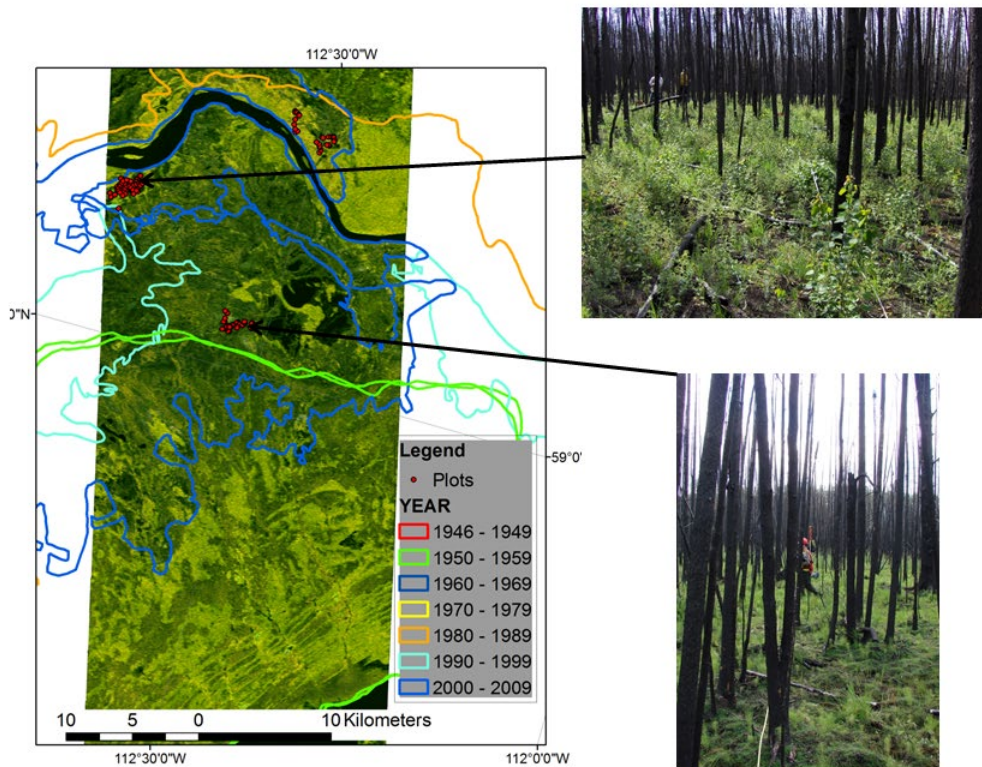 112°30'0"W
0"N
Legend
Plots
YEAR
1946 - 1949
1950 - 1959
1960 - 1969
1970 - 1979
1980 - 1989
1990 - 1999
2000 - 2009
59°0'
10 5 0 10 Kilometers
112°30'0"W 112°0'0"W